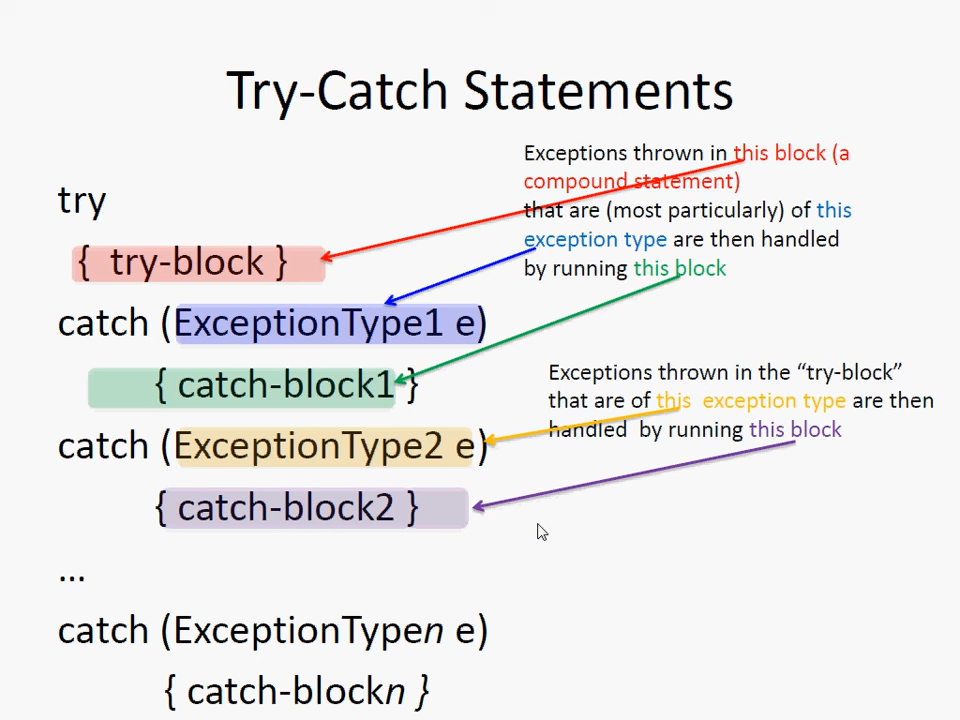 Try-Catch Statements
Exceptions thrown in this block (a
compound statement)
that are (most particularly) of this
exception type are then handled
by running this block
try
{ try-block }
catch (ExceptionType1 e)
{ catch-block1 }
Exceptions thrown in the “try-block”
that are of this exception type are then
handled by running this block
catch (ExceptionType2 e)
{ catch-block2 }
…
catch (ExceptionTypen e)
{ catch-blockn }